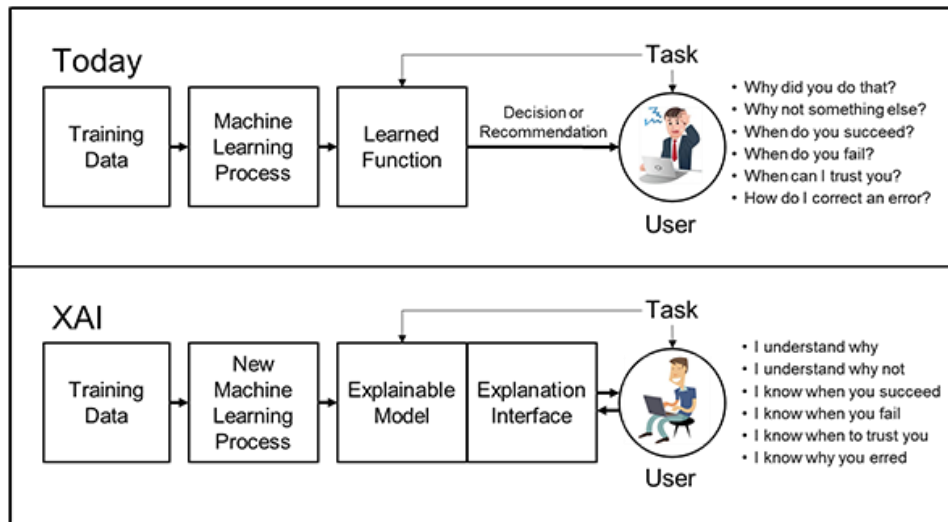 Today
Task
Training
Data
Machine
Learning
Process
Learned
Function
Decision or
Recommendation
User
• Why did you do that?
• Why not something else?
• When do you succeed?
• When do you fail?
• When can I trust you?
• How do I correct an error?
XAI
Task
Training
Data
New
Machine
Learning
Process
Explainable
Model
Explanation
Interface
User
• I understand why
• I understand why not
• I know when you succeed
• I know when you fail
• I know when to trust you
• I know why you erred